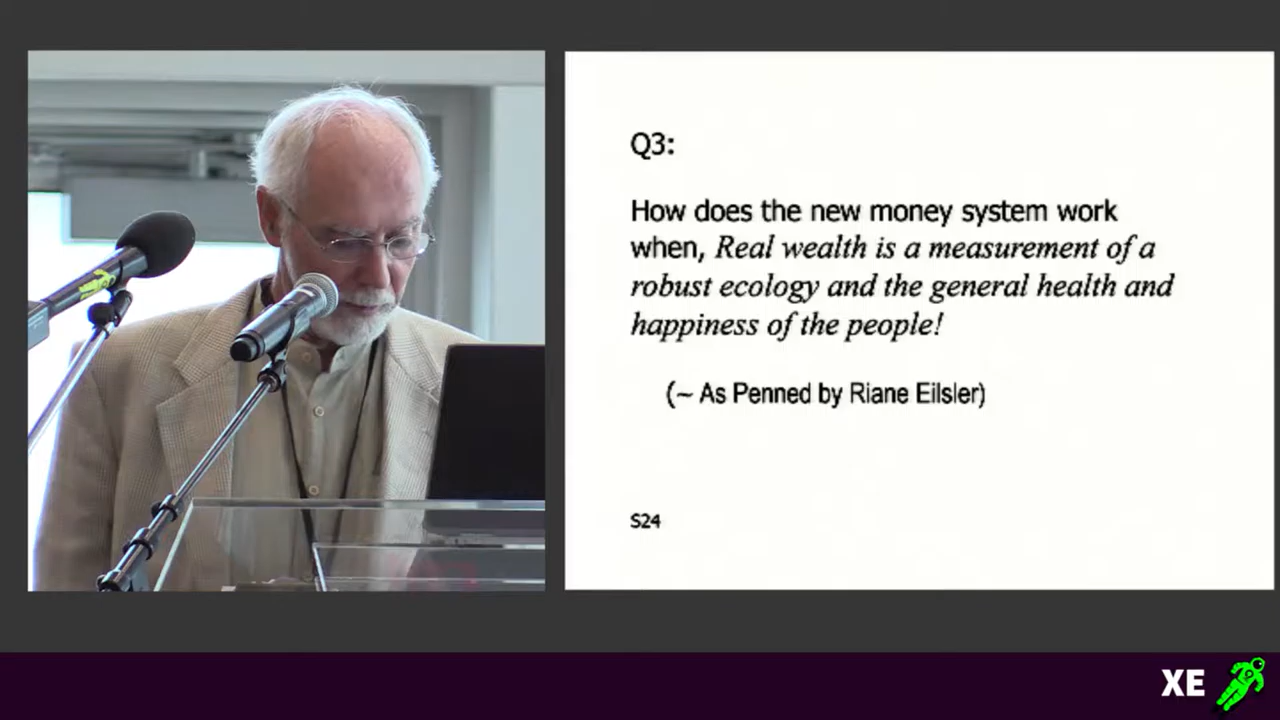 Q3:
How does the new money system work
when, Real wealth is a measurement of a
robust ecology and the general health and
happiness of the people!
(~ As Penned by Riane Eilsler)
S24
XE